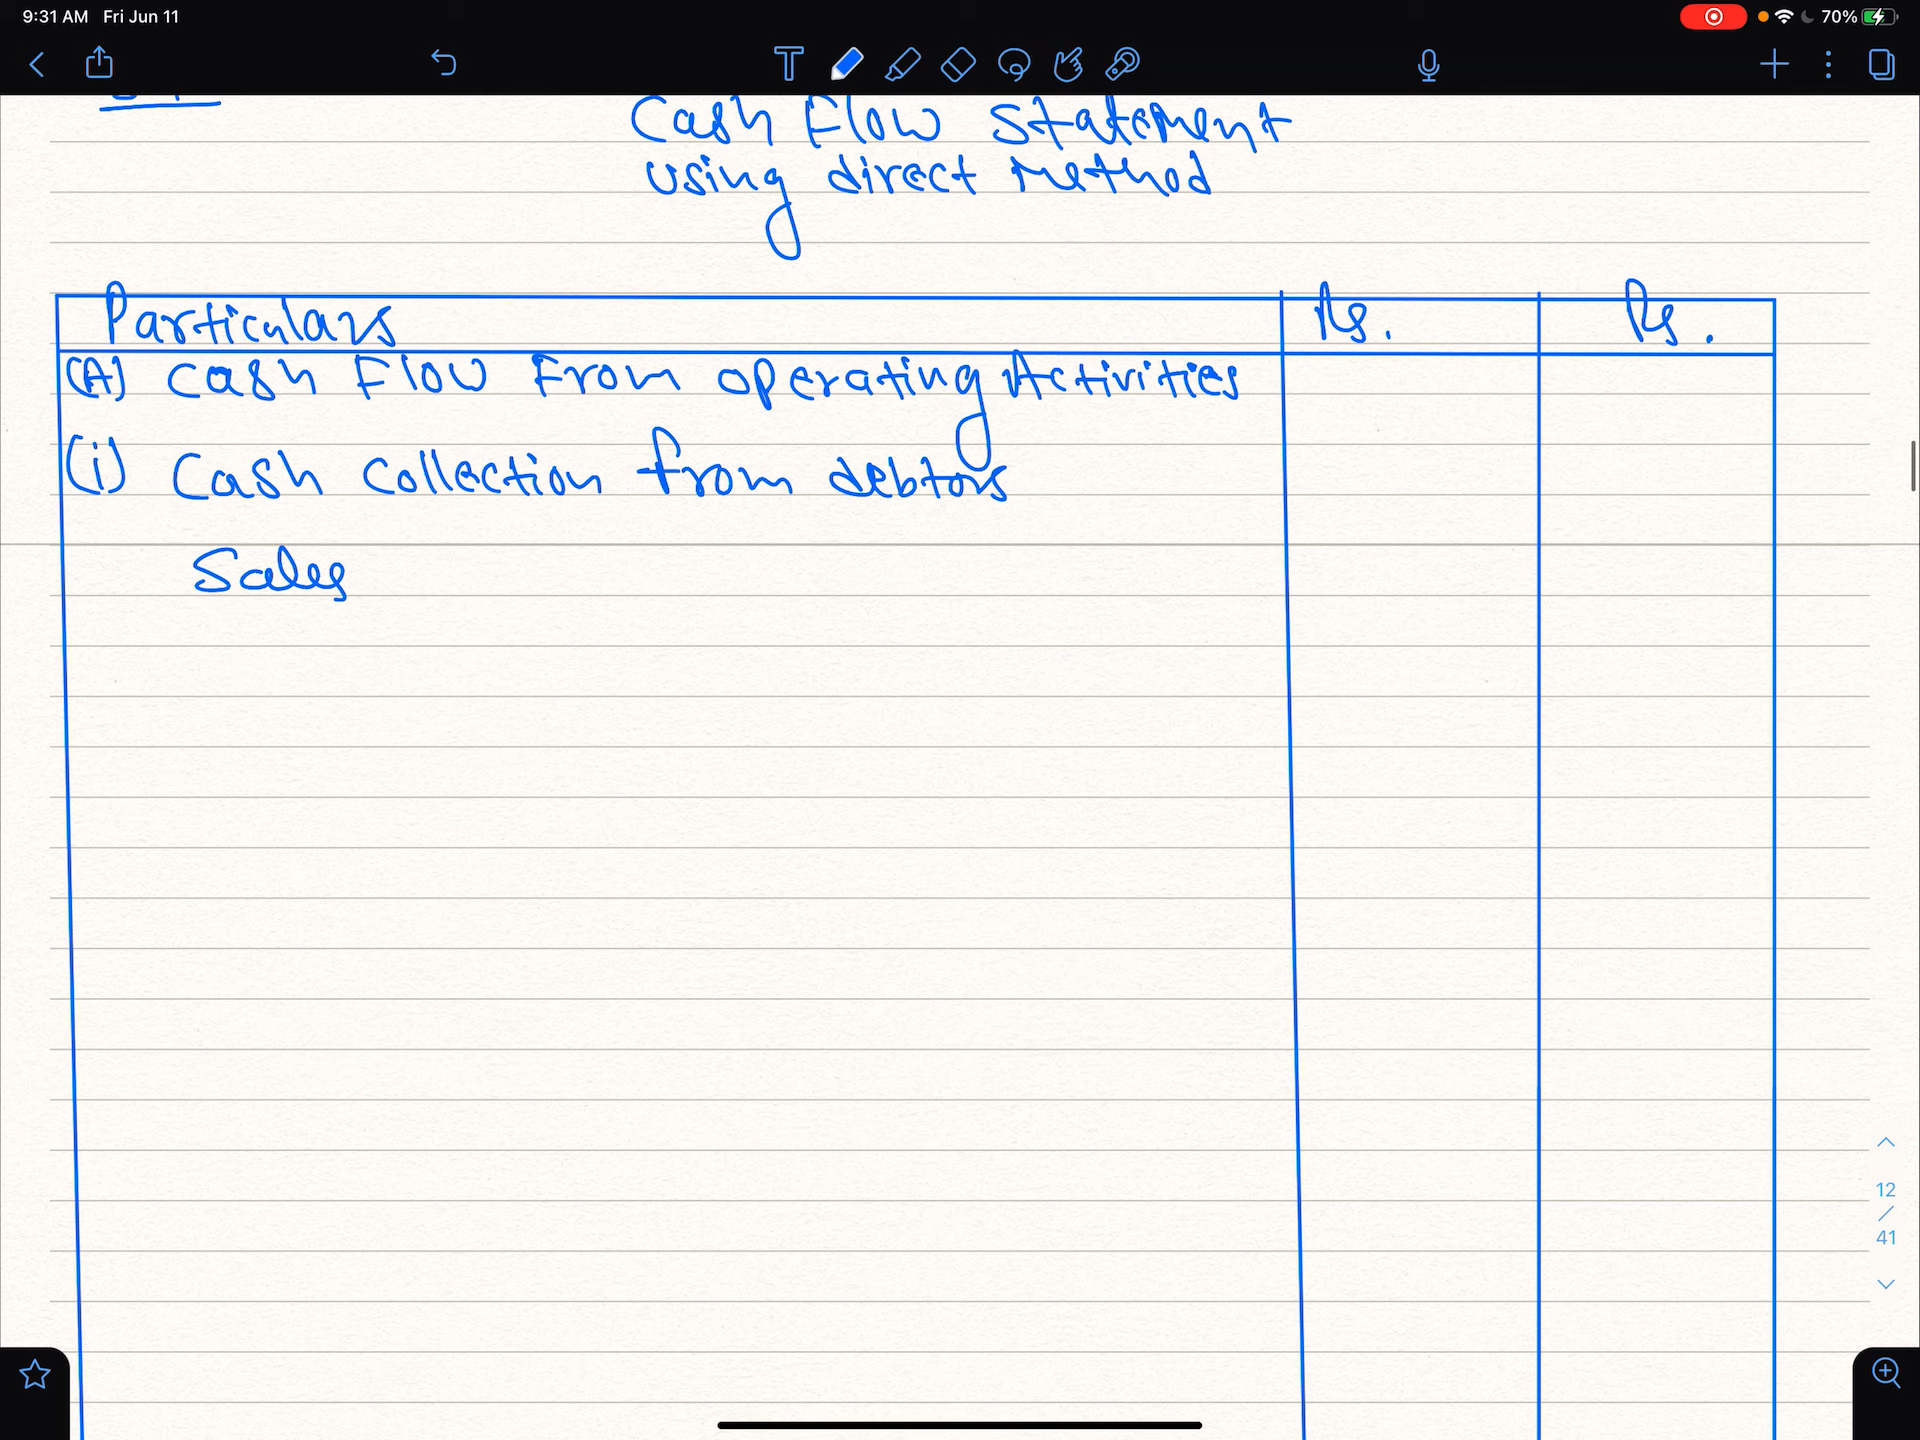 9:31 AM Fri Jun 11
70%
Cash Flow Statement
using direct Method
Particulars Rs. Rs.
(A) Cash Flow From operating Activities
(i) Cash collection from debtors
Sales
12
/
41